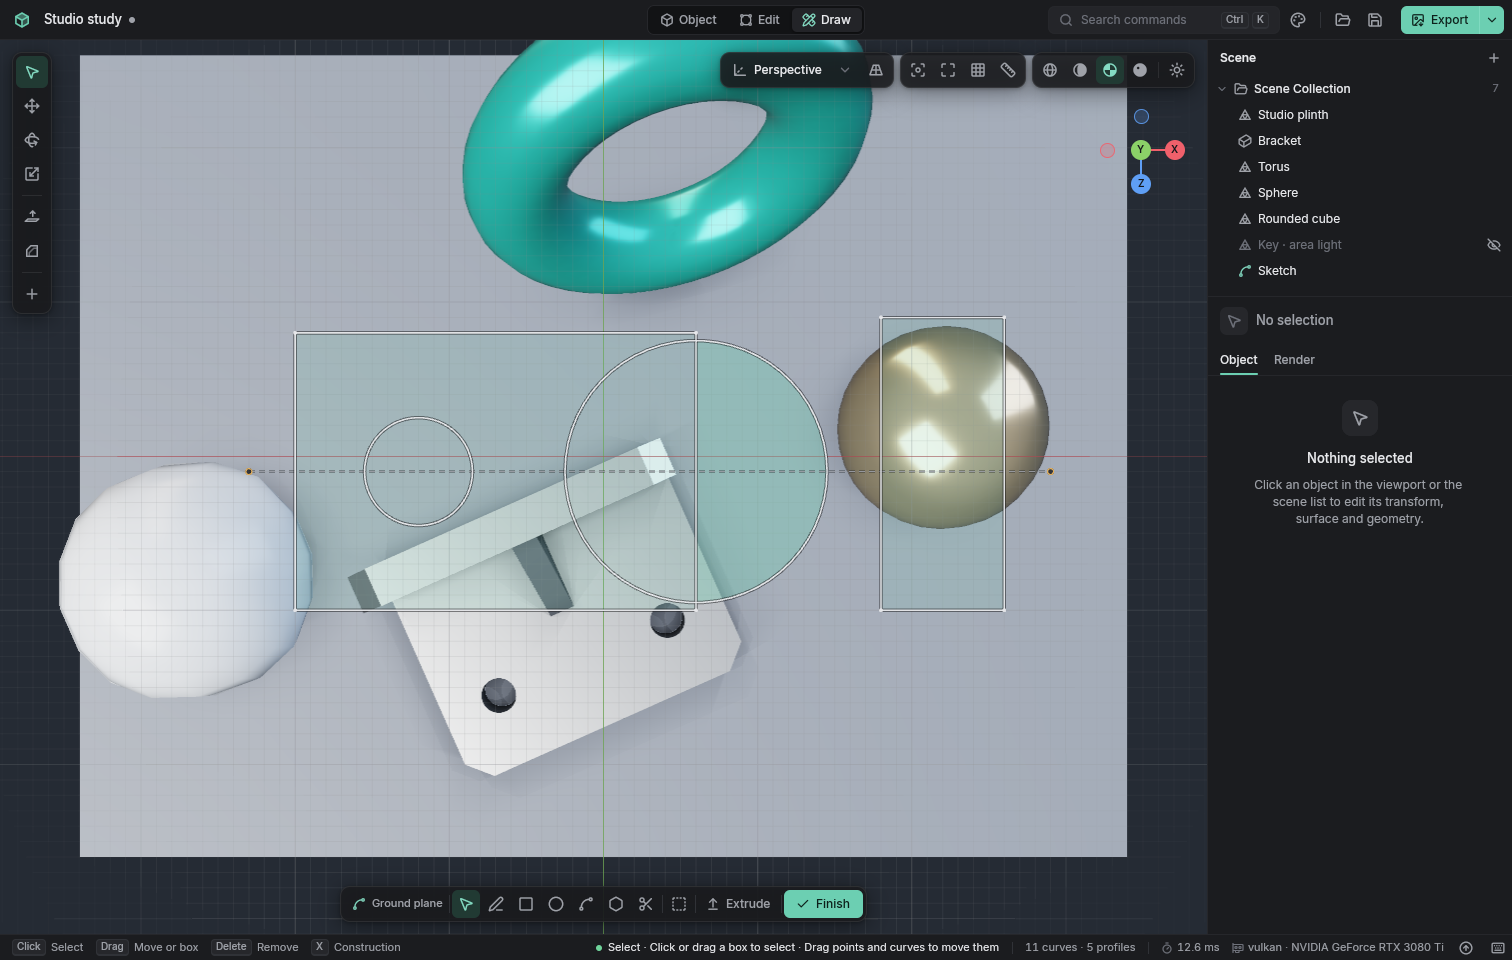 Studio study
Object
Edit
Draw
Search commands
Ctrl
K
Export
Perspective
Y
X
Z
Scene
Scene Collection
7
Studio plinth
Bracket
Torus
Sphere
Rounded cube
Key · area light
Sketch
No selection
Object
Render
Nothing selected
Click an object in the viewport or the
scene list to edit its transform,
surface and geometry.
Ground plane
Extrude
Finish
Click Select
Drag Move or box
Delete Remove
X Construction
Select · Click or drag a box to select · Drag points and curves to move them
11 curves · 5 profiles
12.6 ms
vulkan · NVIDIA GeForce RTX 3080 Ti